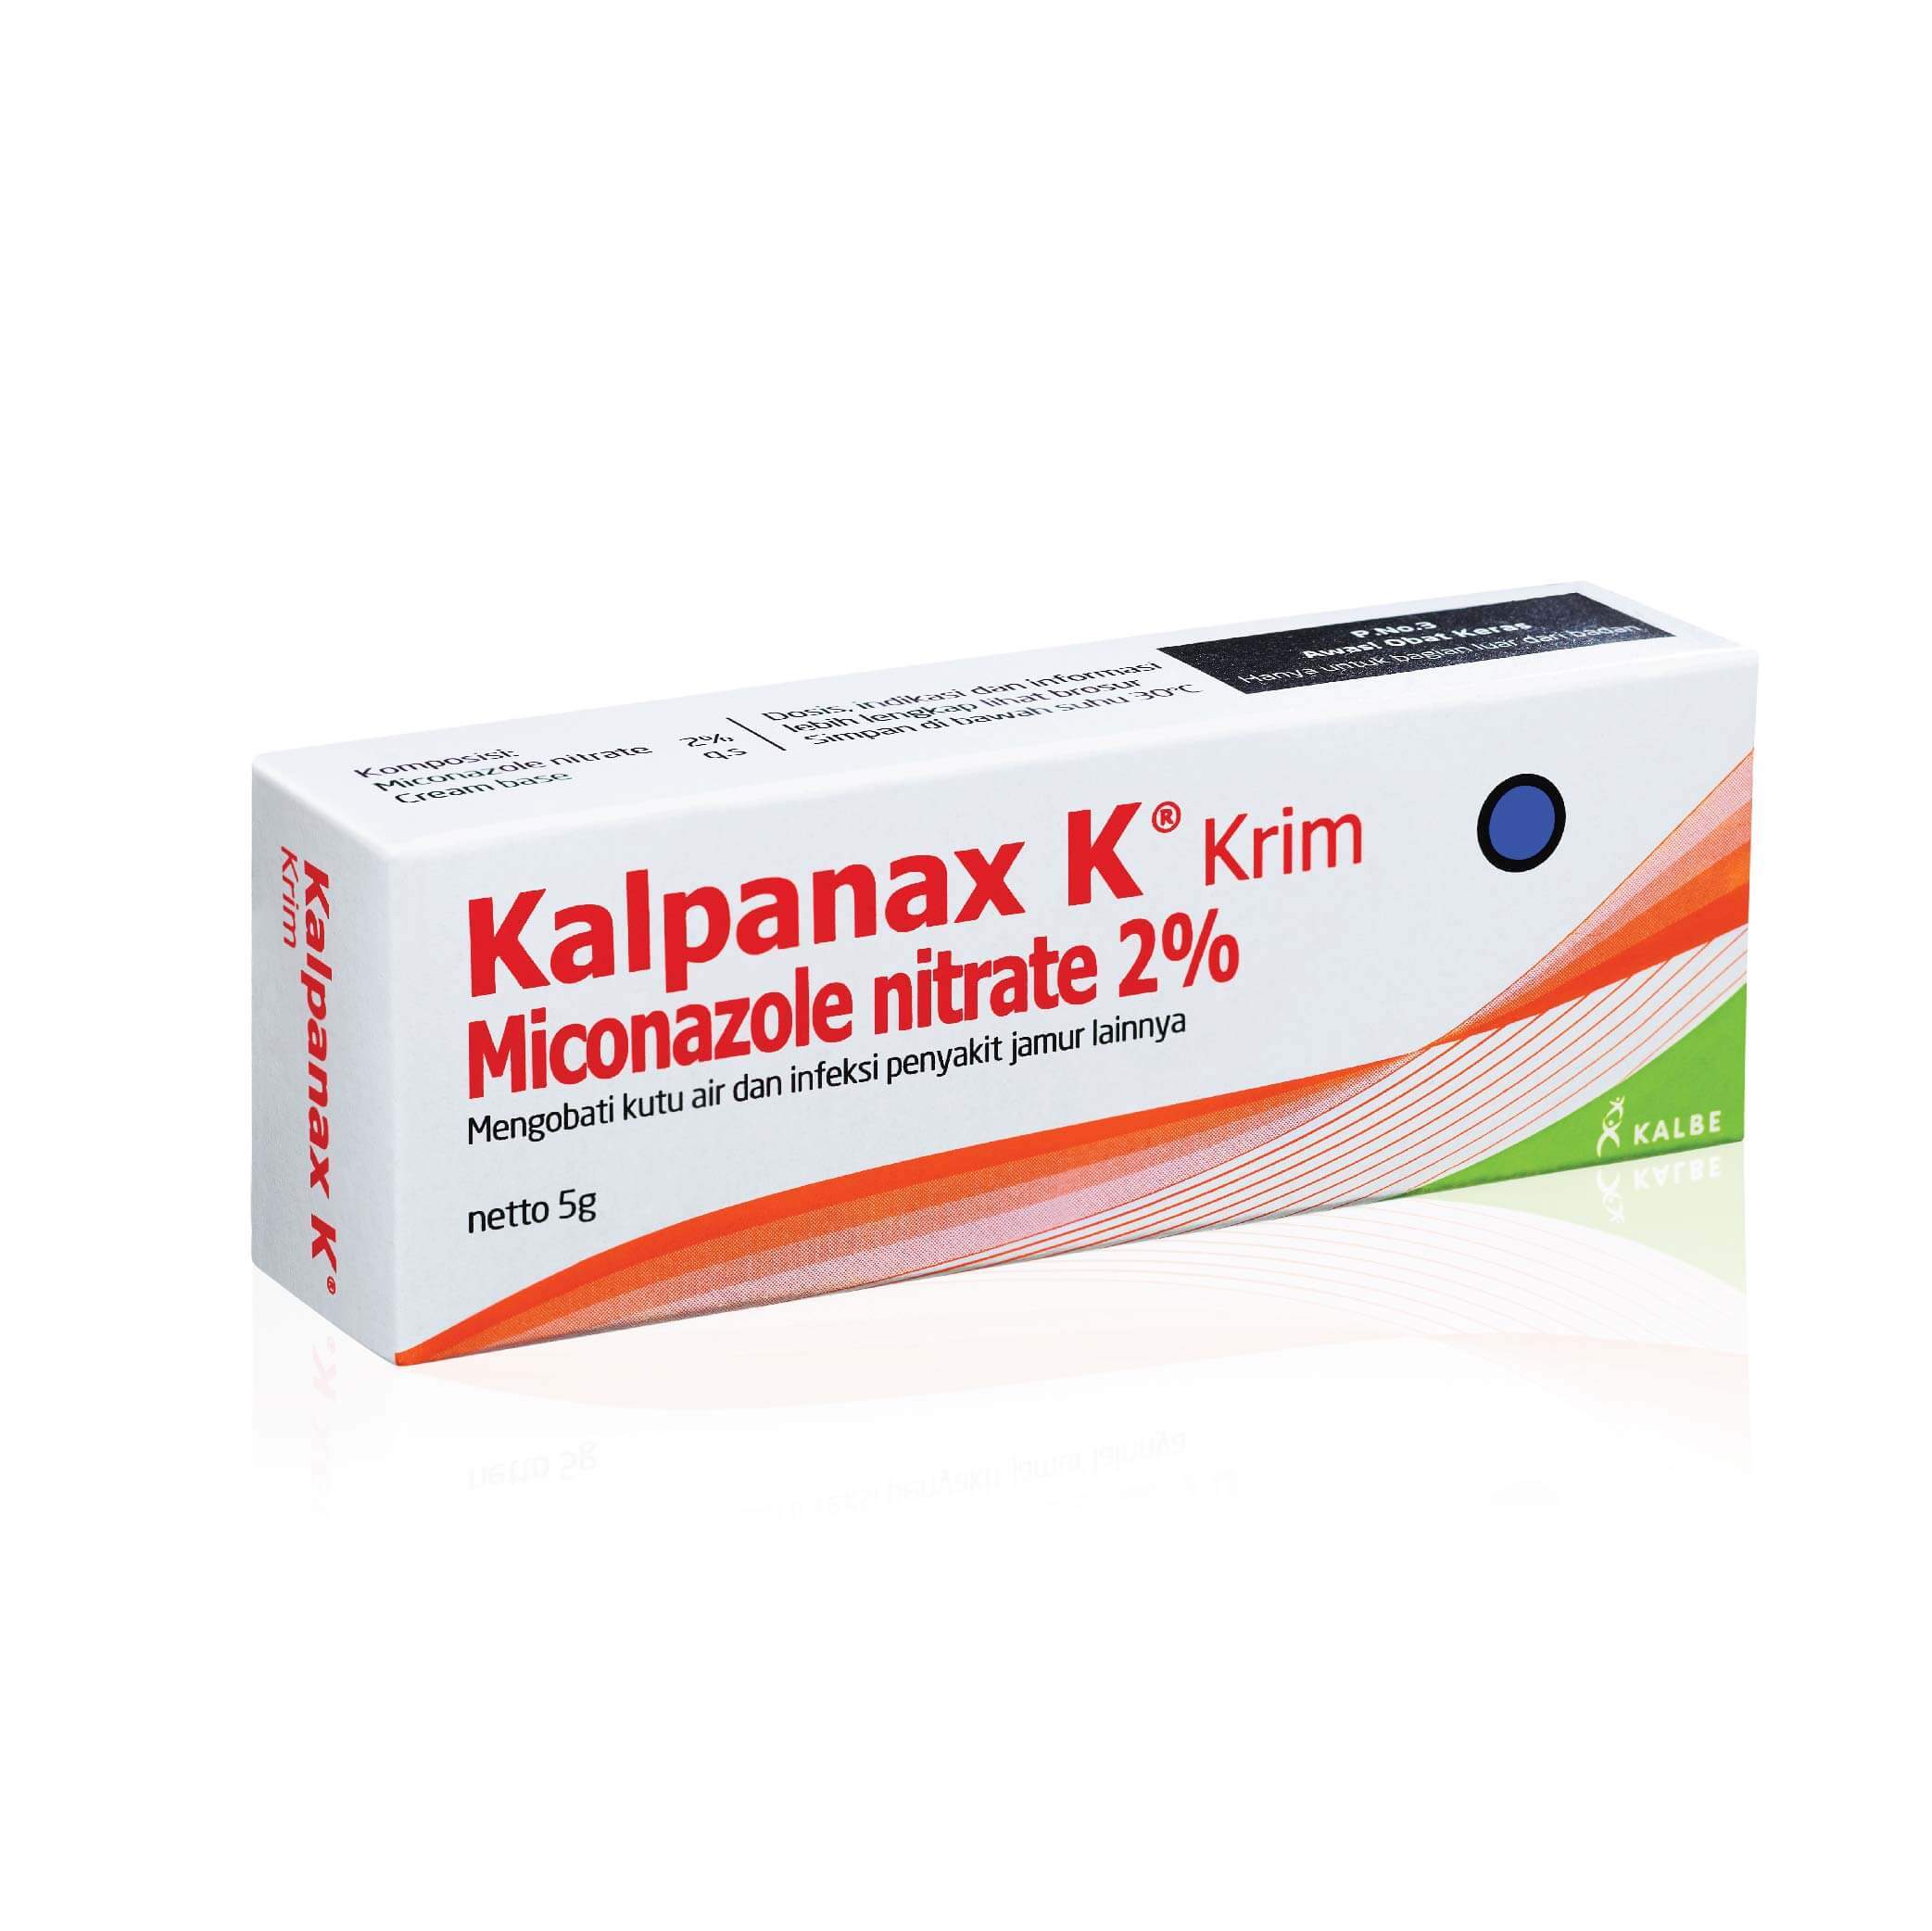 Komposisi:
Miconazole nitrate 2%
Cream base q.s
Dosis, indikasi dan informasi
lebih lengkap lihat brosur
Simpan di bawah suhu 30°C
P.No.3
Awas! Obat Keras
Hanya untuk bagian luar dari badan
Kalpanax K®
Krim
Kalpanax K® Krim
Miconazole nitrate 2%
Mengobati kutu air dan infeksi penyakit jamur lainnya
netto 5g
KALBE